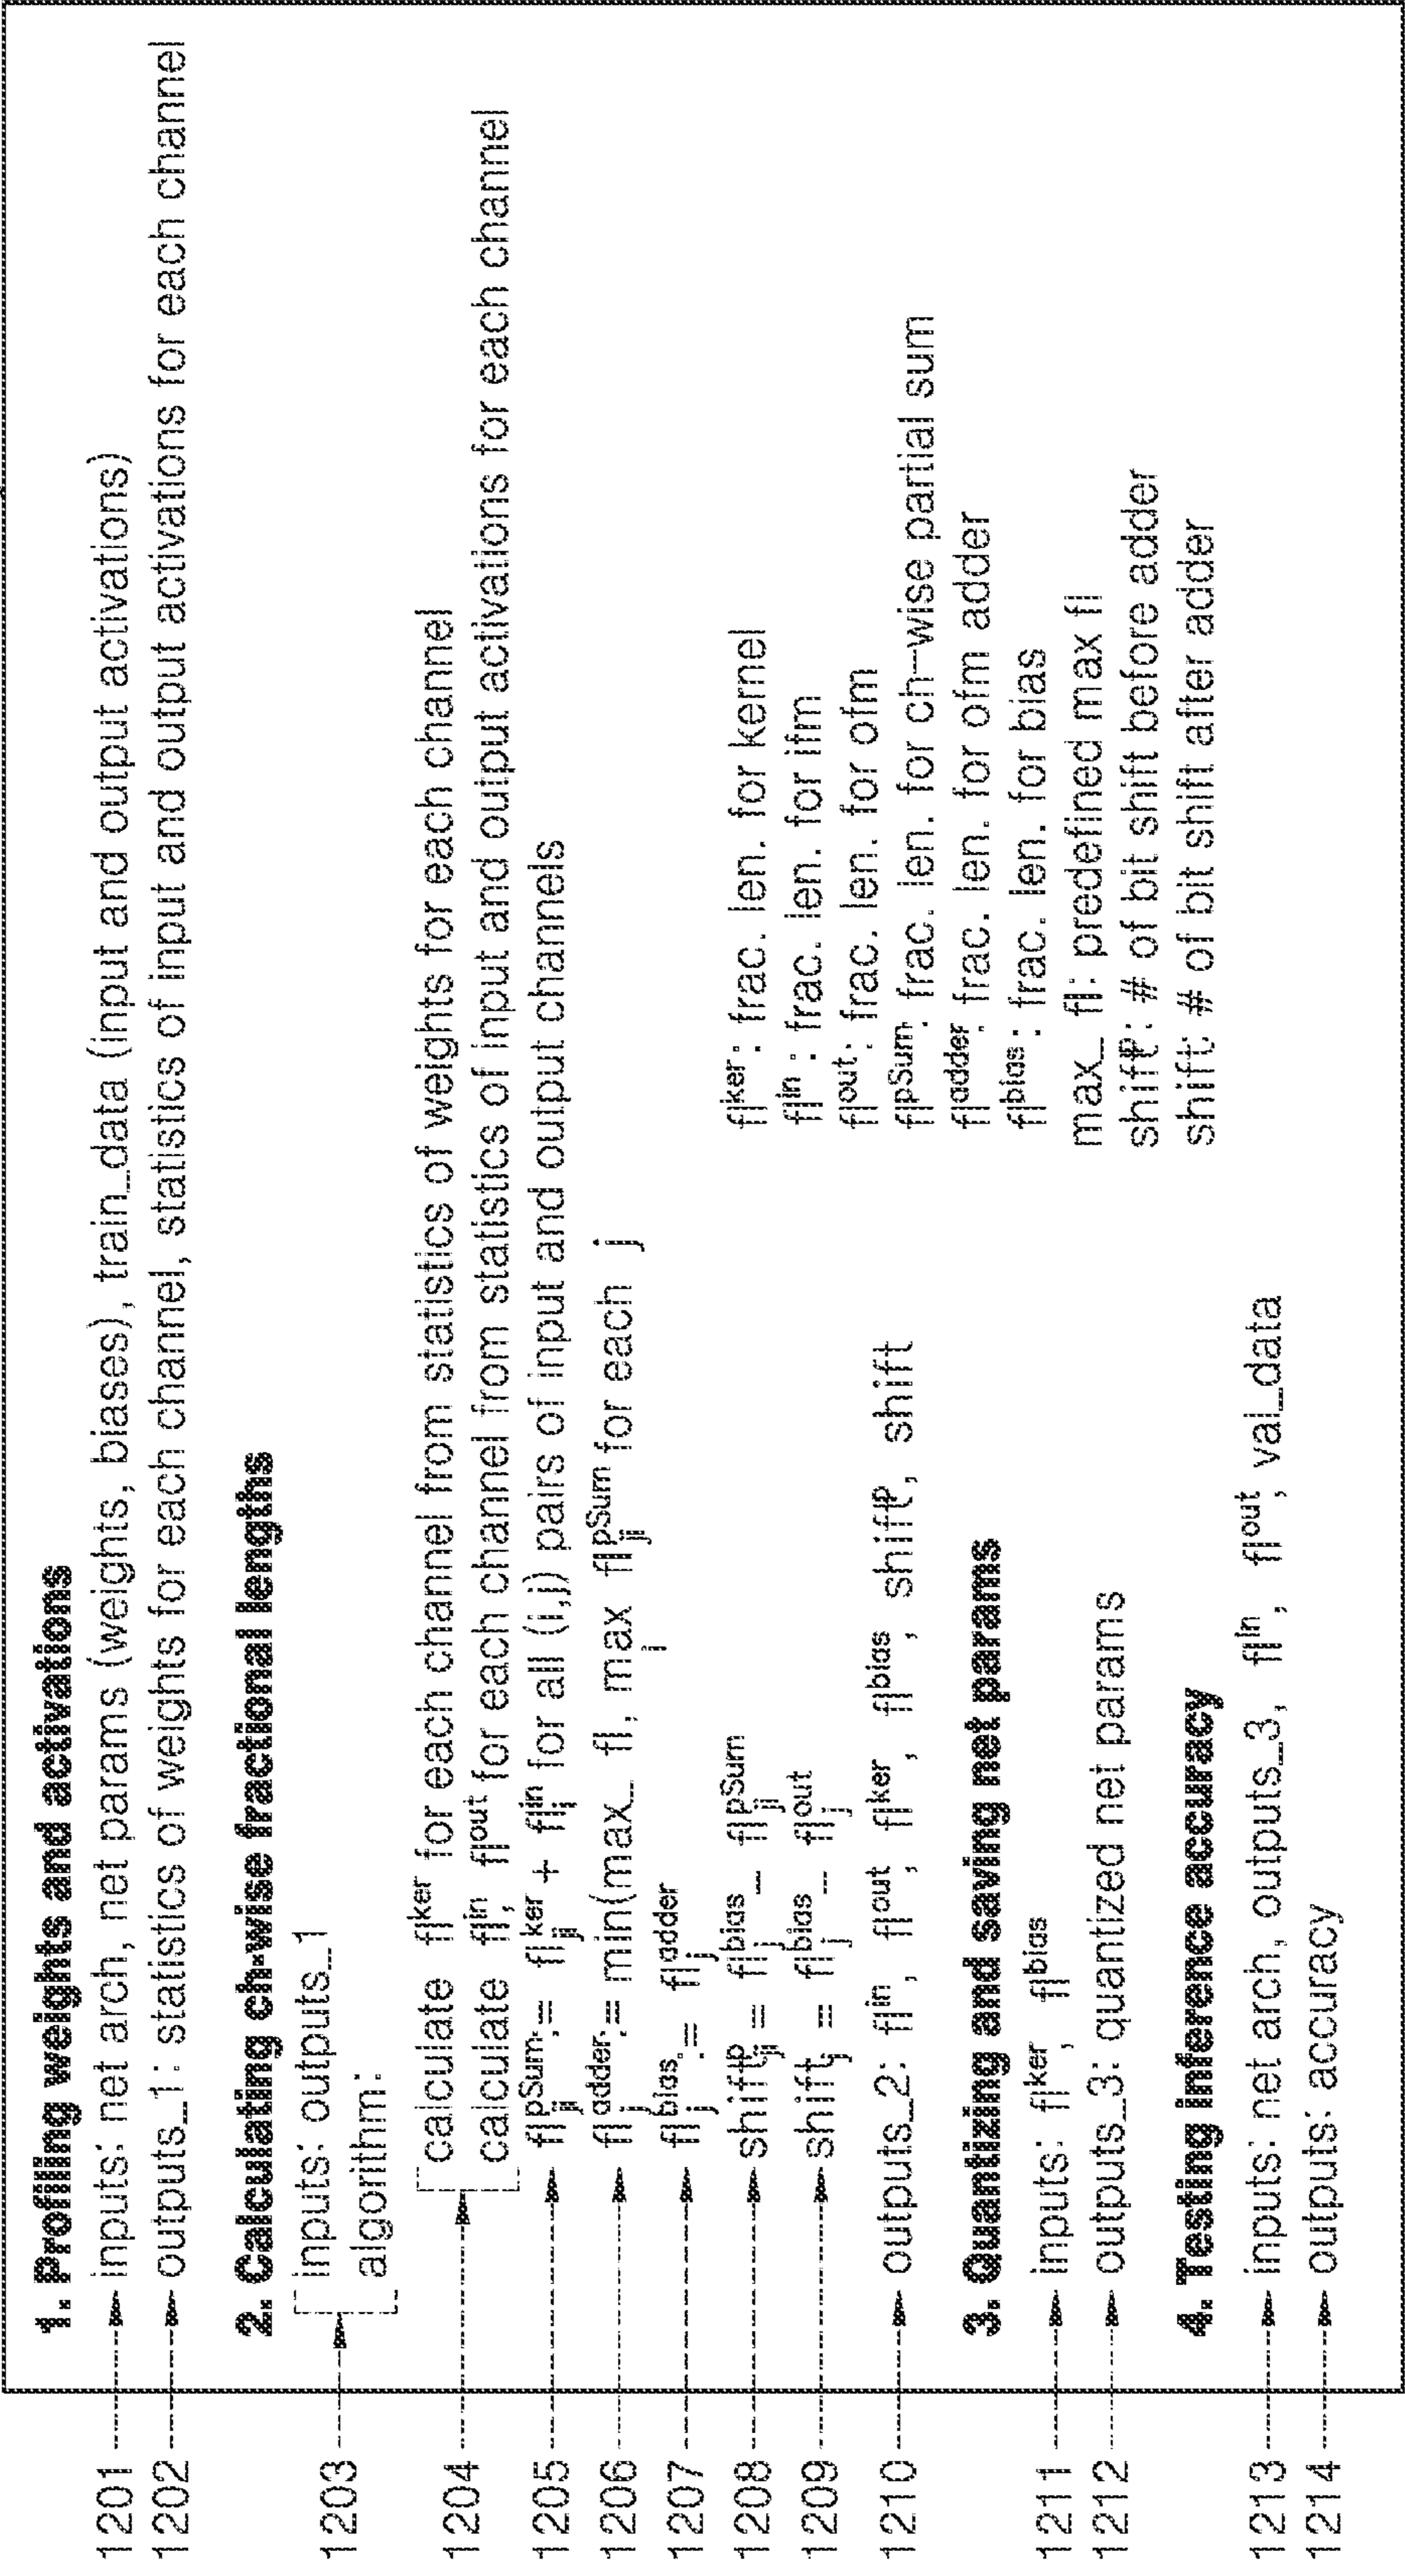 1. Profiling weights and activations
1201 inputs: net arch, net params (weights, biases), train_data (input and output activations)
1202 outputs_1: statistics of weights for each channel, statistics of input and output activations for each channel
2. Calculating ch-wise fractional lengths
1203 inputs: outputs_1
algorithm:
1204 calculate fl^ker for each channel from statistics of weights for each channel
calculate fl^in, fl^out for each channel from statistics of input and output activations for each channel
1205 fl_ji^pSum := fl_ji^ker + fl_i^in for all (i,j) pairs of input and output channels
1206 fl_j^adder := min(max_fl, max_i fl_ji^pSum for each j
1207 fl_j^bias := fl_j^adder
1208 shift_ji^p = fl_j^bias - fl_ji^pSum
1209 shift_j = fl_j^bias - fl_j^out
1210 outputs_2: fl^in, fl^out, fl^ker, fl^bias, shift^p, shift
fl^ker: frac. len. for kernel
fl^in: frac. len. for ifm
fl^out: frac. len. for ofm
fl^pSum: frac. len. for ch-wise partial sum
fl^adder: frac. len. for ofm adder
fl^bias: frac. len. for bias
max_fl: predefined max fl
shift^p: # of bit shift before adder
shift: # of bit shift after adder
3. Quantizing and saving net params
1211 inputs: fl^ker, fl^bias
1212 outputs_3: quantized net params
4. Testing inference accuracy
1213 inputs: net arch, outputs_3, fl^in, fl^out, val_data
1214 outputs: accuracy